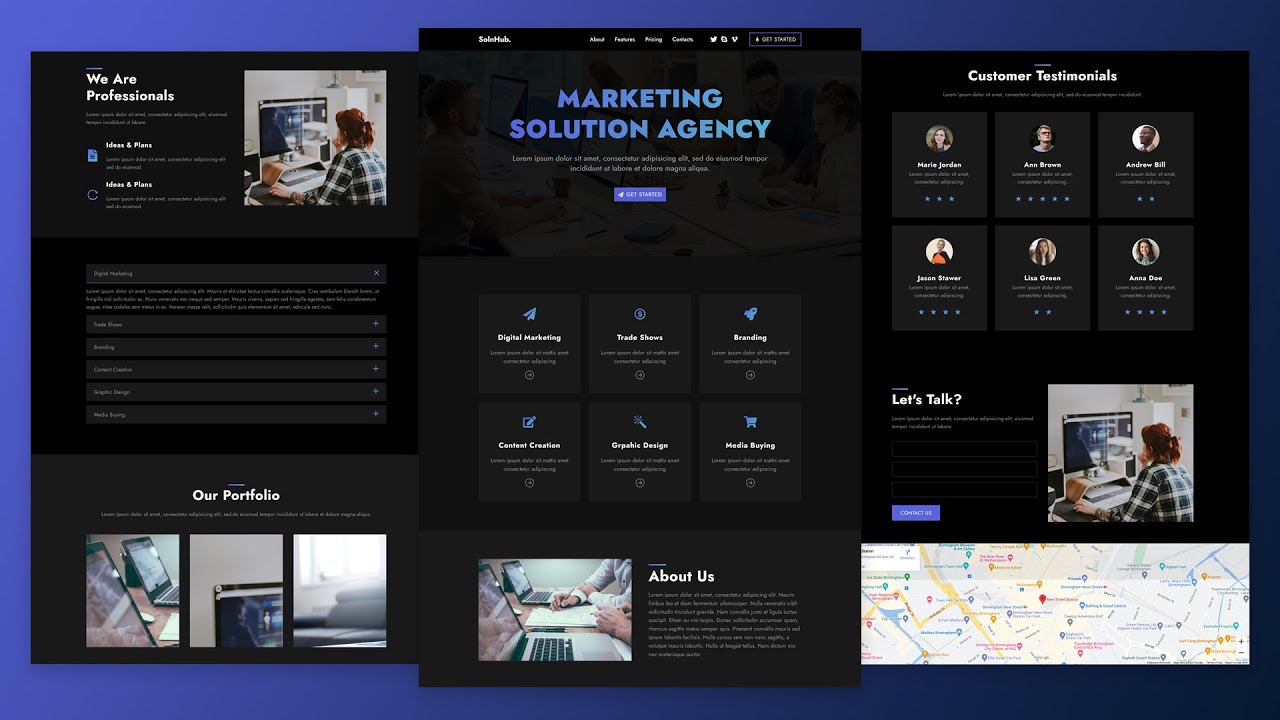 We Are
Professionals
Lorem ipsum dolor sit amet, consectetur adipisicing elit, sed do eiusmod
tempor incididunt ut labore.
Ideas & Plans
Lorem ipsum dolor sit amet, consectetur adipisicing elit
sed do eiusmod.
Ideas & Plans
Lorem ipsum dolor sit amet, consectetur adipisicing elit
sed do eiusmod.
Digital Marketing
Lorem ipsum dolor sit amet, consectetur adipiscing elit. Mauris et elit vitae lectus convallis scelerisque. Cras vestibulum blandit lorem, at
fringilla nisl sollicitudin ac. Nunc venenatis nec neque sed semper. Mauris viverra, sapien sed fringilla egestas, sem felis condimentum
augue, vitae sodales sem metus in ex. Aenean massa velit, sollicitudin quis elementum sit amet, vehicula sed nunc.
Trade Shows
Branding
Content Creation
Graphic Design
Media Buying
Our Portfolio
Lorem ipsum dolor sit amet, consectetur adipisicing elit, sed do eiusmod tempor incididunt ut labore et dolore magna aliqua.
SolnHub.
About Features Pricing Contacts
GET STARTED
MARKETING
SOLUTION AGENCY
Lorem ipsum dolor sit amet, consectetur adipisicing elit, sed do eiusmod tempor
incididunt ut labore et dolore magna aliqua.
GET STARTED
Digital Marketing
Lorem ipsum dolor sit mattis amet
consectetur adipiscing
Trade Shows
Lorem ipsum dolor sit mattis amet
consectetur adipiscing
Branding
Lorem ipsum dolor sit mattis amet
consectetur adipiscing
Content Creation
Lorem ipsum dolor sit mattis amet
consectetur adipiscing
Grpahic Design
Lorem ipsum dolor sit mattis amet
consectetur adipiscing
Media Buying
Lorem ipsum dolor sit mattis amet
consectetur adipiscing
About Us
Lorem ipsum dolor sit amet, consectetur adipiscing elit. Mauris
finibus leo et diam fermentum ullamcorper. Nulla venenatis nibh
sollicitudin tincidunt gravida. Nam convallis justo et ligula luctus
suscipit. Etiam eu nisi turpis. Donec sollicitudin accumsan quam,
rhoncus sagittis metus semper quis. Praesent convallis mauris sed
ipsum lobortis facilisis. Nulla cursus sem non nunc sagittis, a
volutpat mauris lobortis. Nulla ut feugiat tellus. Nam dictum nisi
nec scelerisque auctor
Customer Testimonials
Lorem ipsum dolor sit amet, consectetur adipisicing elit, sed do eiusmod tempor incididunt.
Marie Jordan
Lorem ipsum dolor sit amet,
consectetur adipiscing.
Ann Brown
Lorem ipsum dolor sit amet,
consectetur adipiscing.
Andrew Bill
Lorem ipsum dolor sit amet,
consectetur adipiscing.
Jason Stawer
Lorem ipsum dolor sit amet,
consectetur adipiscing.
Lisa Green
Lorem ipsum dolor sit amet,
consectetur adipiscing.
Anna Doe
Lorem ipsum dolor sit amet,
consectetur adipiscing.
Let's Talk?
Lorem ipsum dolor sit amet, consectetur adipisicing elit, eiusmod
tempor incididunt ut labore.
CONTACT US
Station
Birmingham Museum
& Art Gallery
Primark
McDonald's
New Street Station
Bullring & Grand Central
Mailbox Birmingham